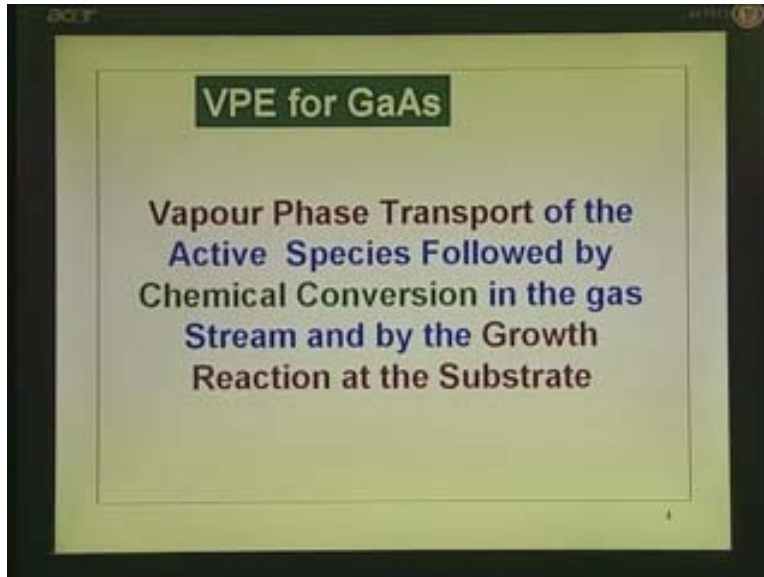 acer
VPE for GaAs
Vapour Phase Transport of the
Active Species Followed by
Chemical Conversion in the gas
Stream and by the Growth
Reaction at the Substrate